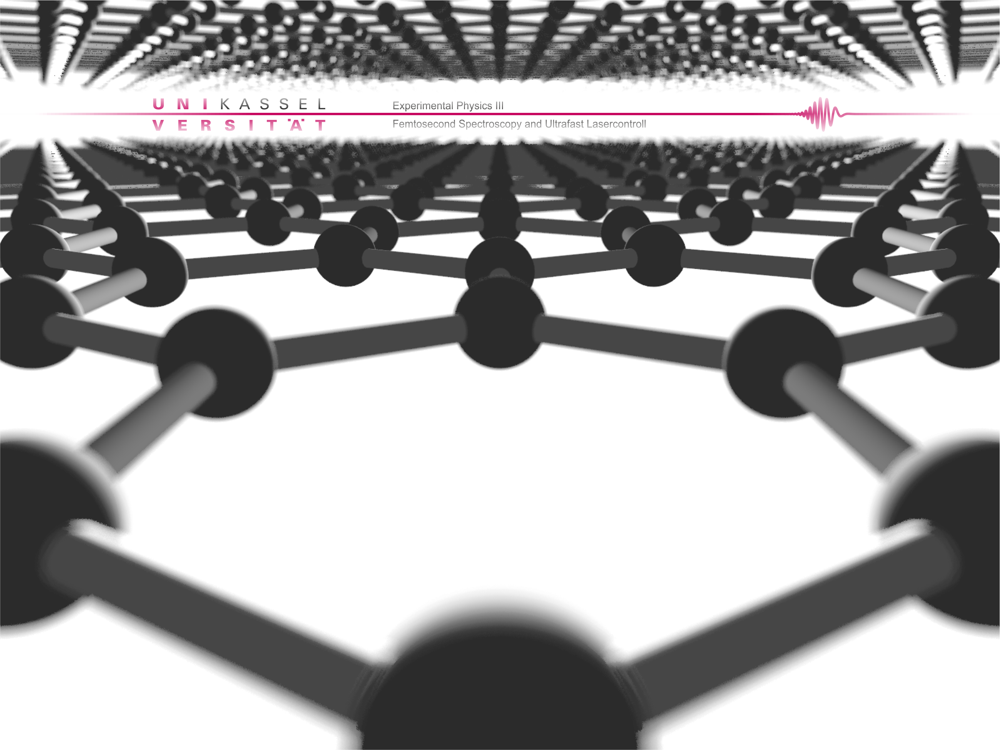 UNIKASSEL
VERSITÄT
Experimental Physics III
Femtosecond Spectroscopy and Ultrafast Lasercontroll